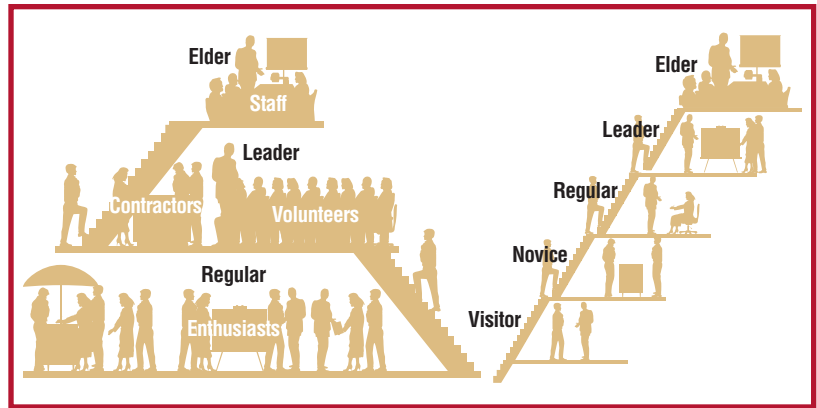 Elder
Staff
Leader
Contractors
Volunteers
Regular
Enthusiasts
Elder
Leader
Regular
Novice
Visitor